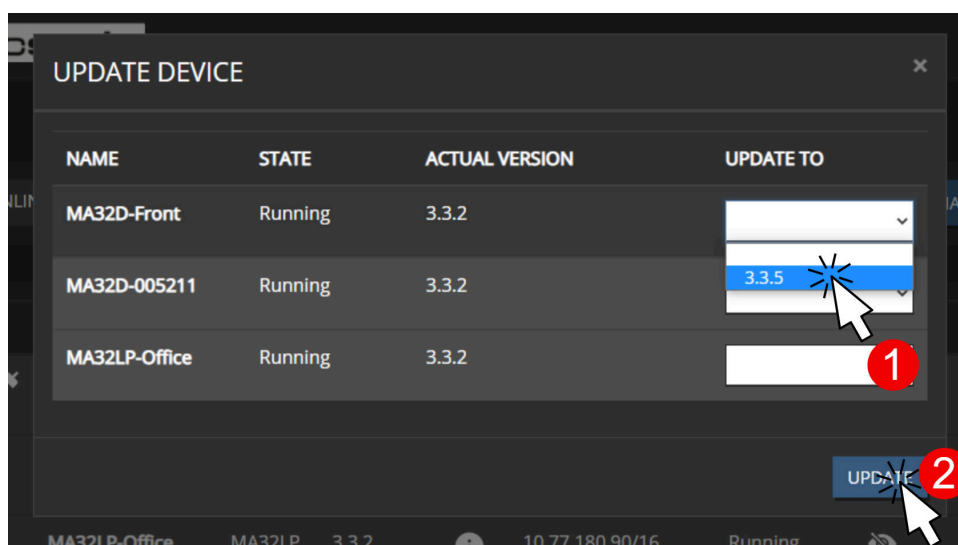 UPDATE DEVICE ×
NAME STATE ACTUAL VERSION UPDATE TO
MA32D-Front Running 3.3.2
3.3.5
MA32D-005211 Running 3.3.2
MA32LP-Office Running 3.3.2
1
UPDATE 2
MA32LP-Office MA32LP 3.3.2 10.77.180.90/16 Running